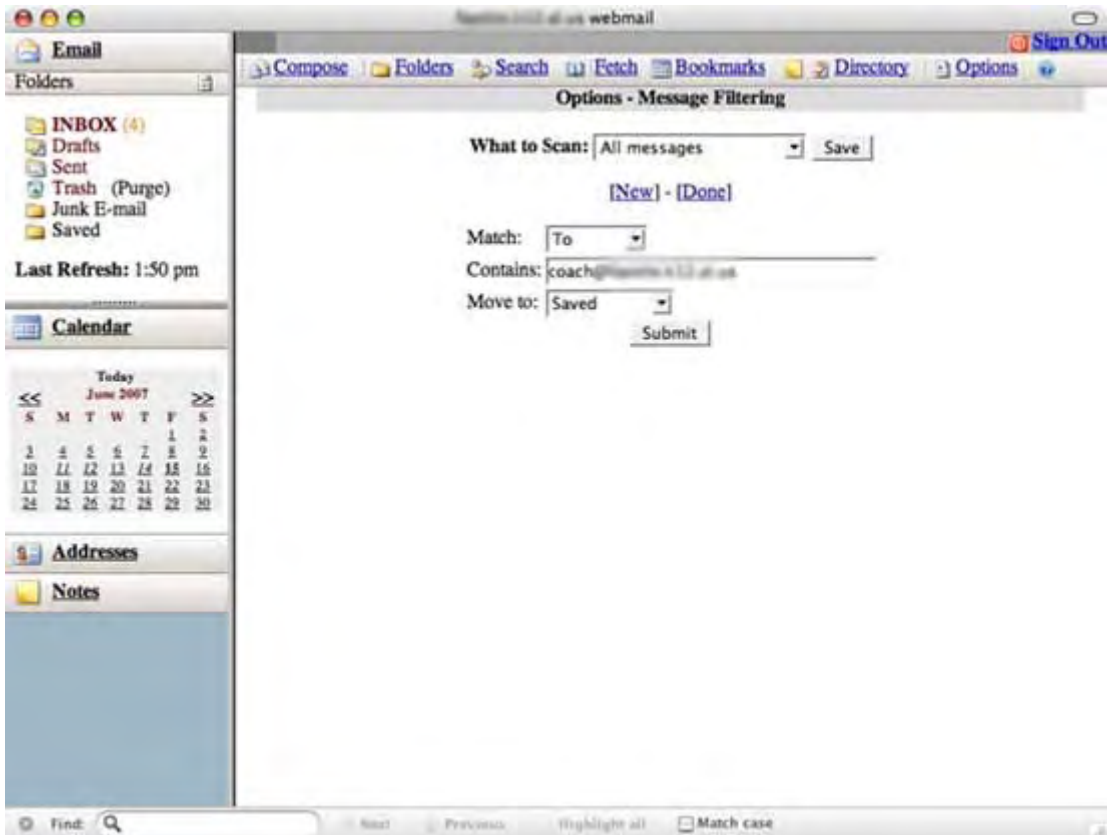 webmail
Sign Out
Email
Compose Folders Search Fetch Bookmarks Directory Options
Folders
Options - Message Filtering
INBOX (4)
Drafts
Sent
Trash (Purge)
Junk E-mail
Saved
Last Refresh: 1:50 pm
What to Scan: All messages Save
[New] - [Done]
Match: To
Contains: coach@
Move to: Saved
Submit
Calendar
Today
<< June 2007 >>
S M T W T F S
1 2
3 4 5 6 7 8 9
10 11 12 13 14 15 16
17 18 19 20 21 22 23
24 25 26 27 28 29 30
Addresses
Notes
Find: Next Previous Highlight all Match case